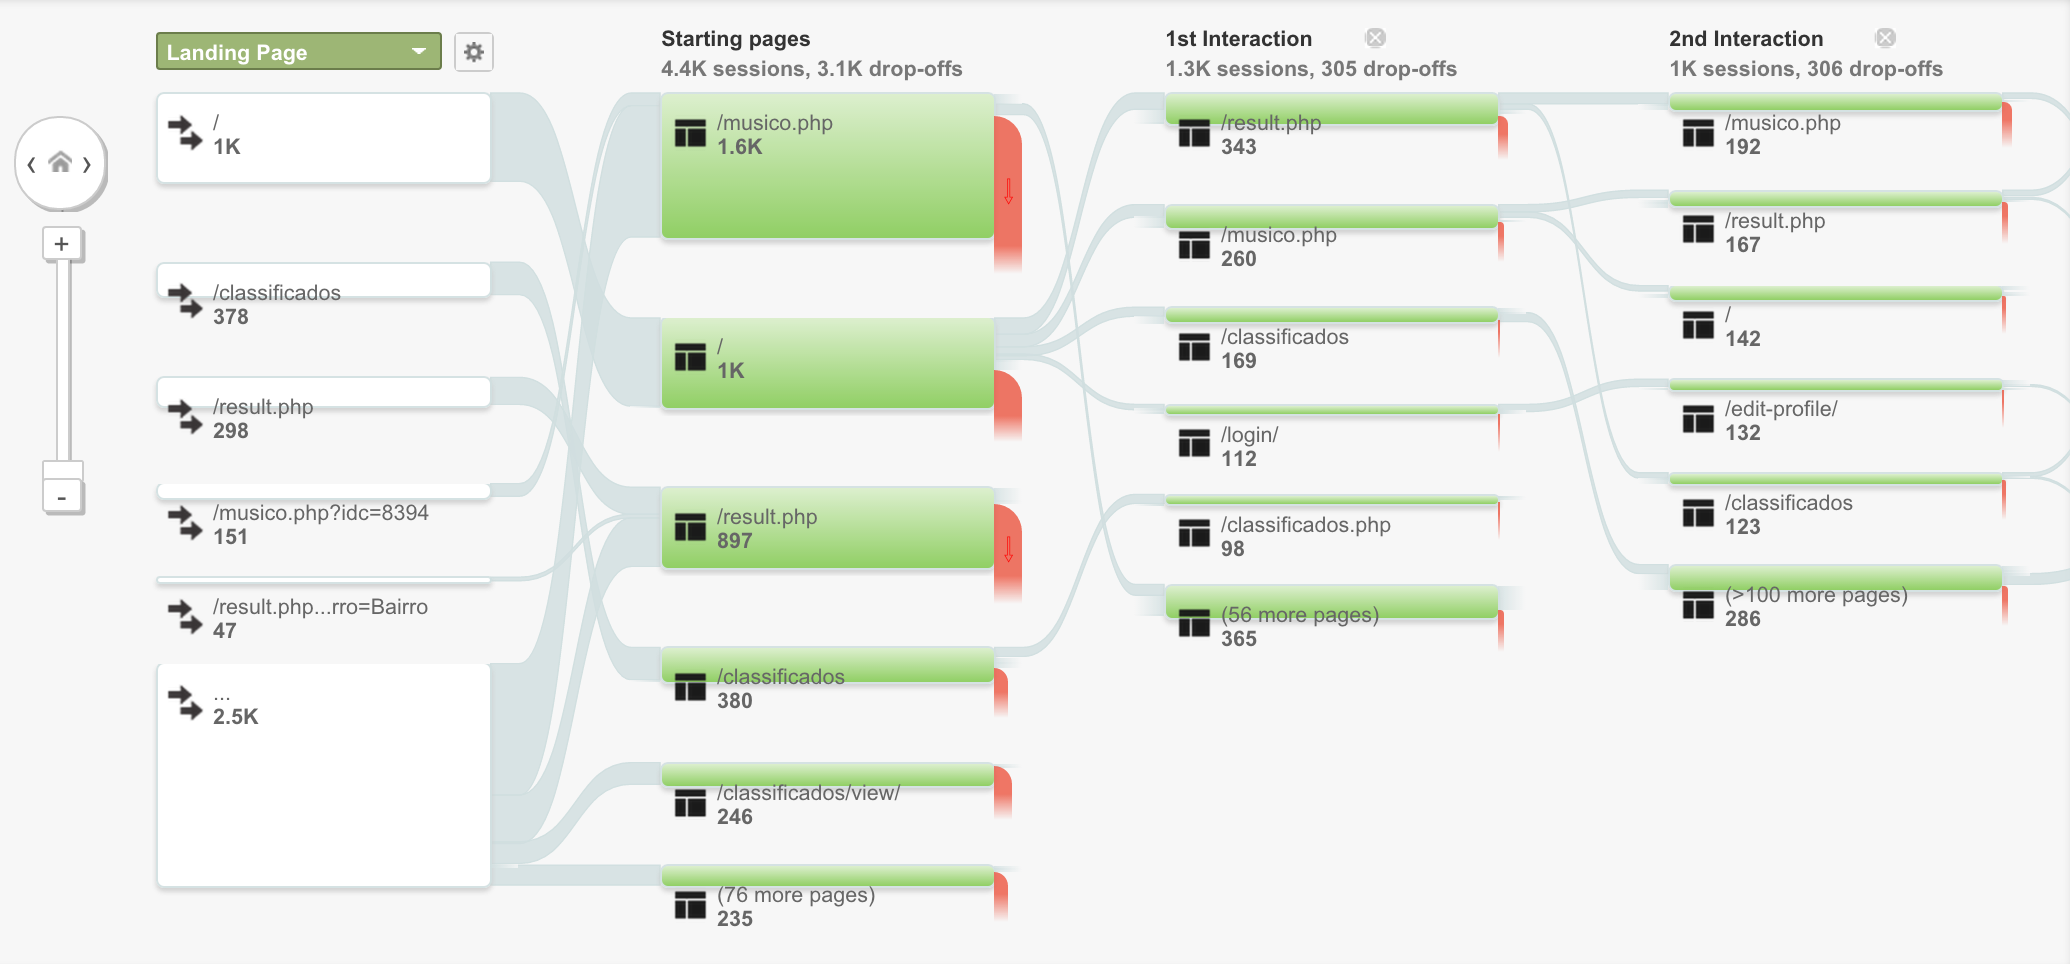 Landing Page
/
1K
/classificados
378
/result.php
298
/musico.php?idc=8394
151
/result.php...rro=Bairro
47
...
2.5K
+
-
Starting pages
4.4K sessions, 3.1K drop-offs
/musico.php
1.6K
/
1K
/result.php
897
/classificados
380
/classificados/view/
246
(76 more pages)
235
1st Interaction
1.3K sessions, 305 drop-offs
/result.php
343
/musico.php
260
/classificados
169
/login/
112
/classificados.php
98
(56 more pages)
365
2nd Interaction
1K sessions, 306 drop-offs
/musico.php
192
/result.php
167
/
142
/edit-profile/
132
/classificados
123
(>100 more pages)
286